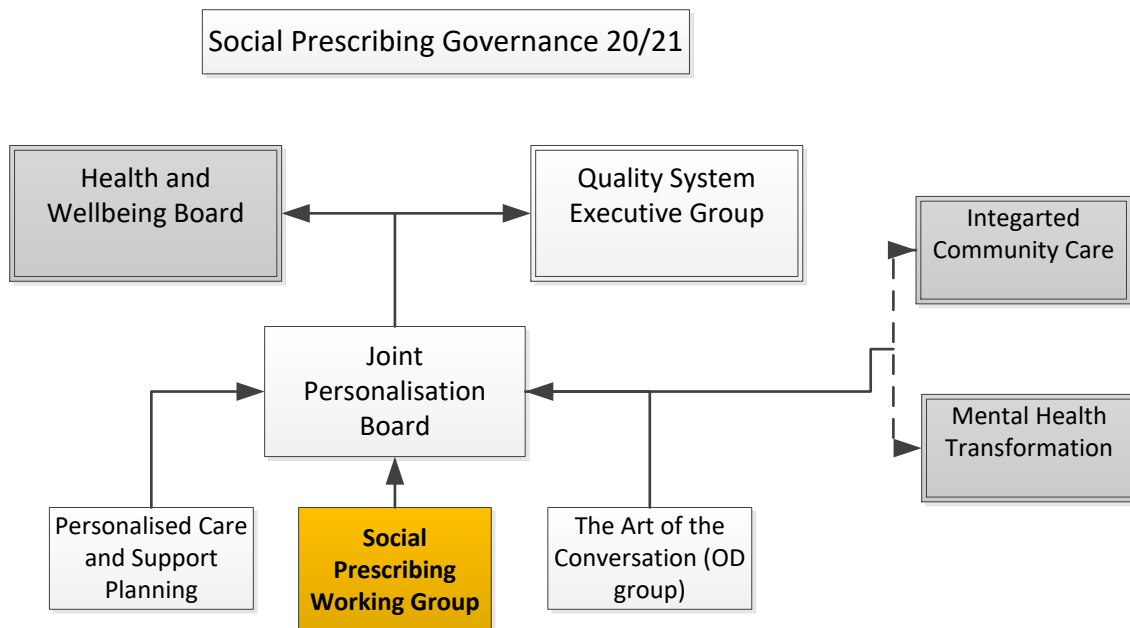 Social Prescribing Governance 20/21
Health and
Wellbeing Board
Quality System
Executive Group
Integarted
Community Care
Joint
Personalisation
Board
Mental Health
Transformation
Personalised Care
and Support
Planning
Social
Prescribing
Working Group
The Art of the
Conversation (OD
group)